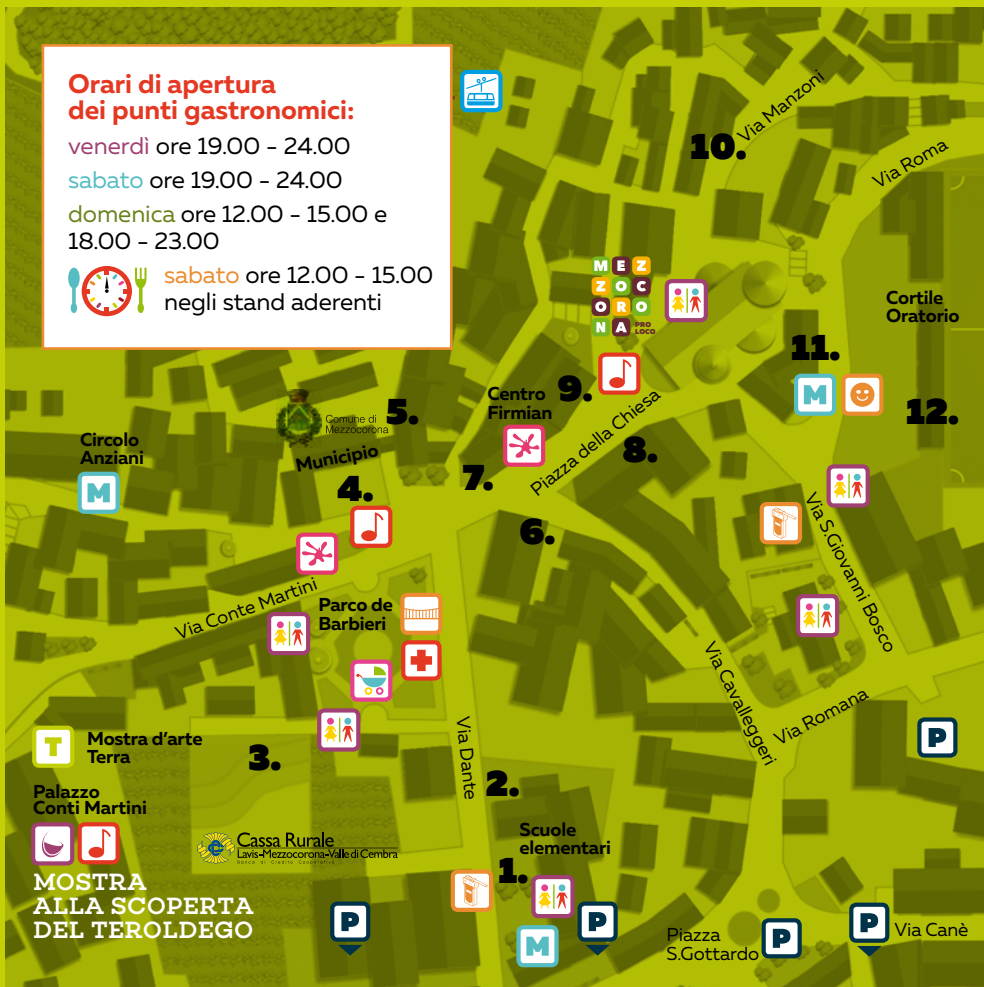 Orari di apertura
dei punti gastronomici:
venerdì ore 19.00 - 24.00
sabato ore 19.00 - 24.00
domenica ore 12.00 - 15.00 e
18.00 - 23.00
sabato ore 12.00 - 15.00
negli stand aderenti
10.
Via Manzoni
Via Roma
MEZ
ZOC
ORO
NA PRO
LOCO
Cortile
Oratorio
11.
M
12.
9.
Centro
Firmian
Piazza della Chiesa
8.
5.
Comune di
Mezzocorona
Municipio
Circolo
Anziani
M
4.
7.
6.
Via S.Giovanni Bosco
Via Conte Martini
Parco de
Barbieri
Via Cavalleggeri
Via Romana
P
T
Mostra d'arte
Terra
3.
Via Dante
2.
Palazzo
Conti Martini
Cassa Rurale
Lavis-Mezzocorona-Valle di Cembra
Banca di Credito Cooperativo
Scuole
elementari
1.
MOSTRA
ALLA SCOPERTA
DEL TEROLDEGO
P
P
M
Piazza
S.Gottardo
P
P
Via Canè